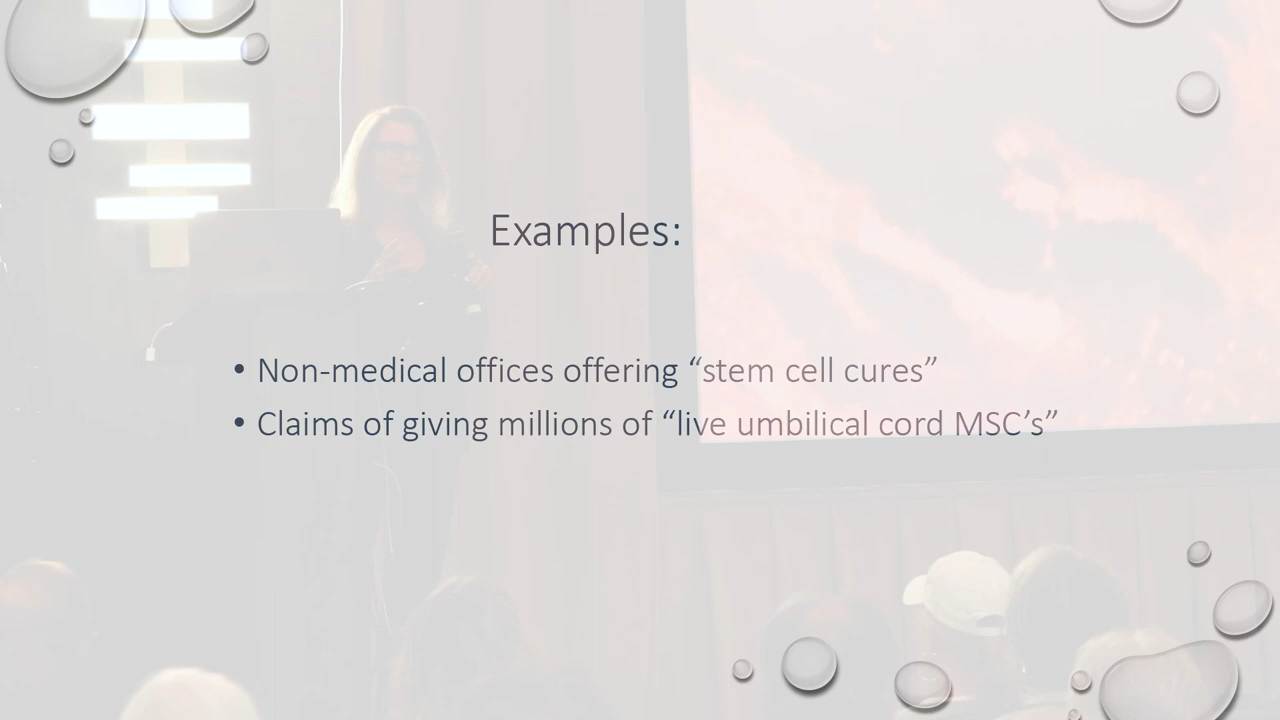 Examples:
• Non-medical offices offering “stem cell cures”
• Claims of giving millions of “live umbilical cord MSC’s”